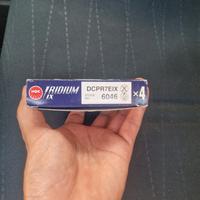 NGK
IRIDIUM
IX
DCPR7EIX
6046
×4